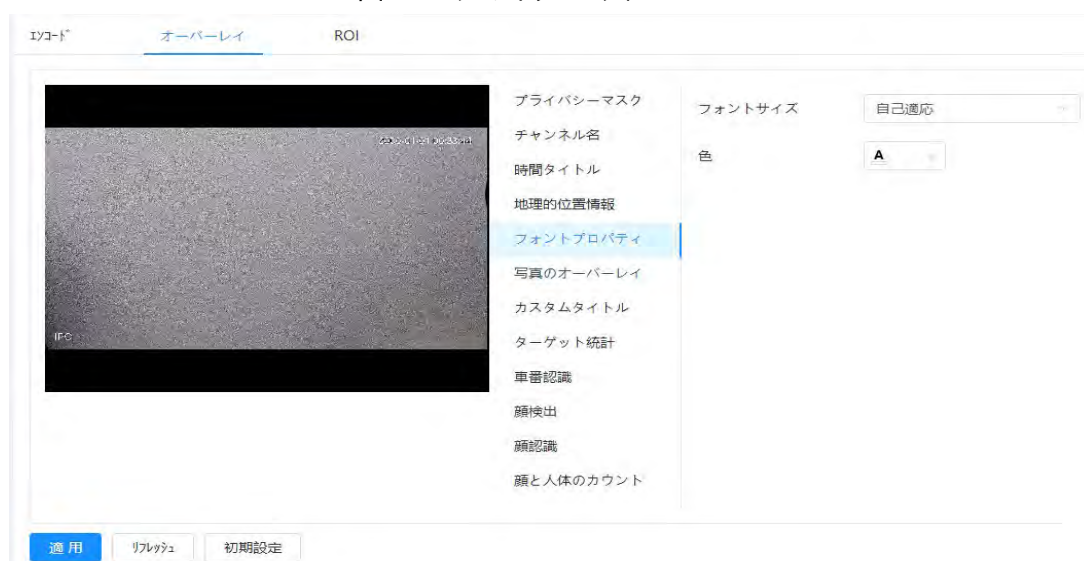 ｴﾝｺｰﾄﾞ オーバーレイ ROI
プライバシーマスク
チャンネル名
時間タイトル
地理的位置情報
フォントプロパティ
写真のオーバーレイ
カスタムタイトル
ターゲット統計
車番認識
顔検出
顔認識
顔と人体のカウント
フォントサイズ 自己適応
色 A
適用 ﾘﾌﾚｯｼｭ 初期設定